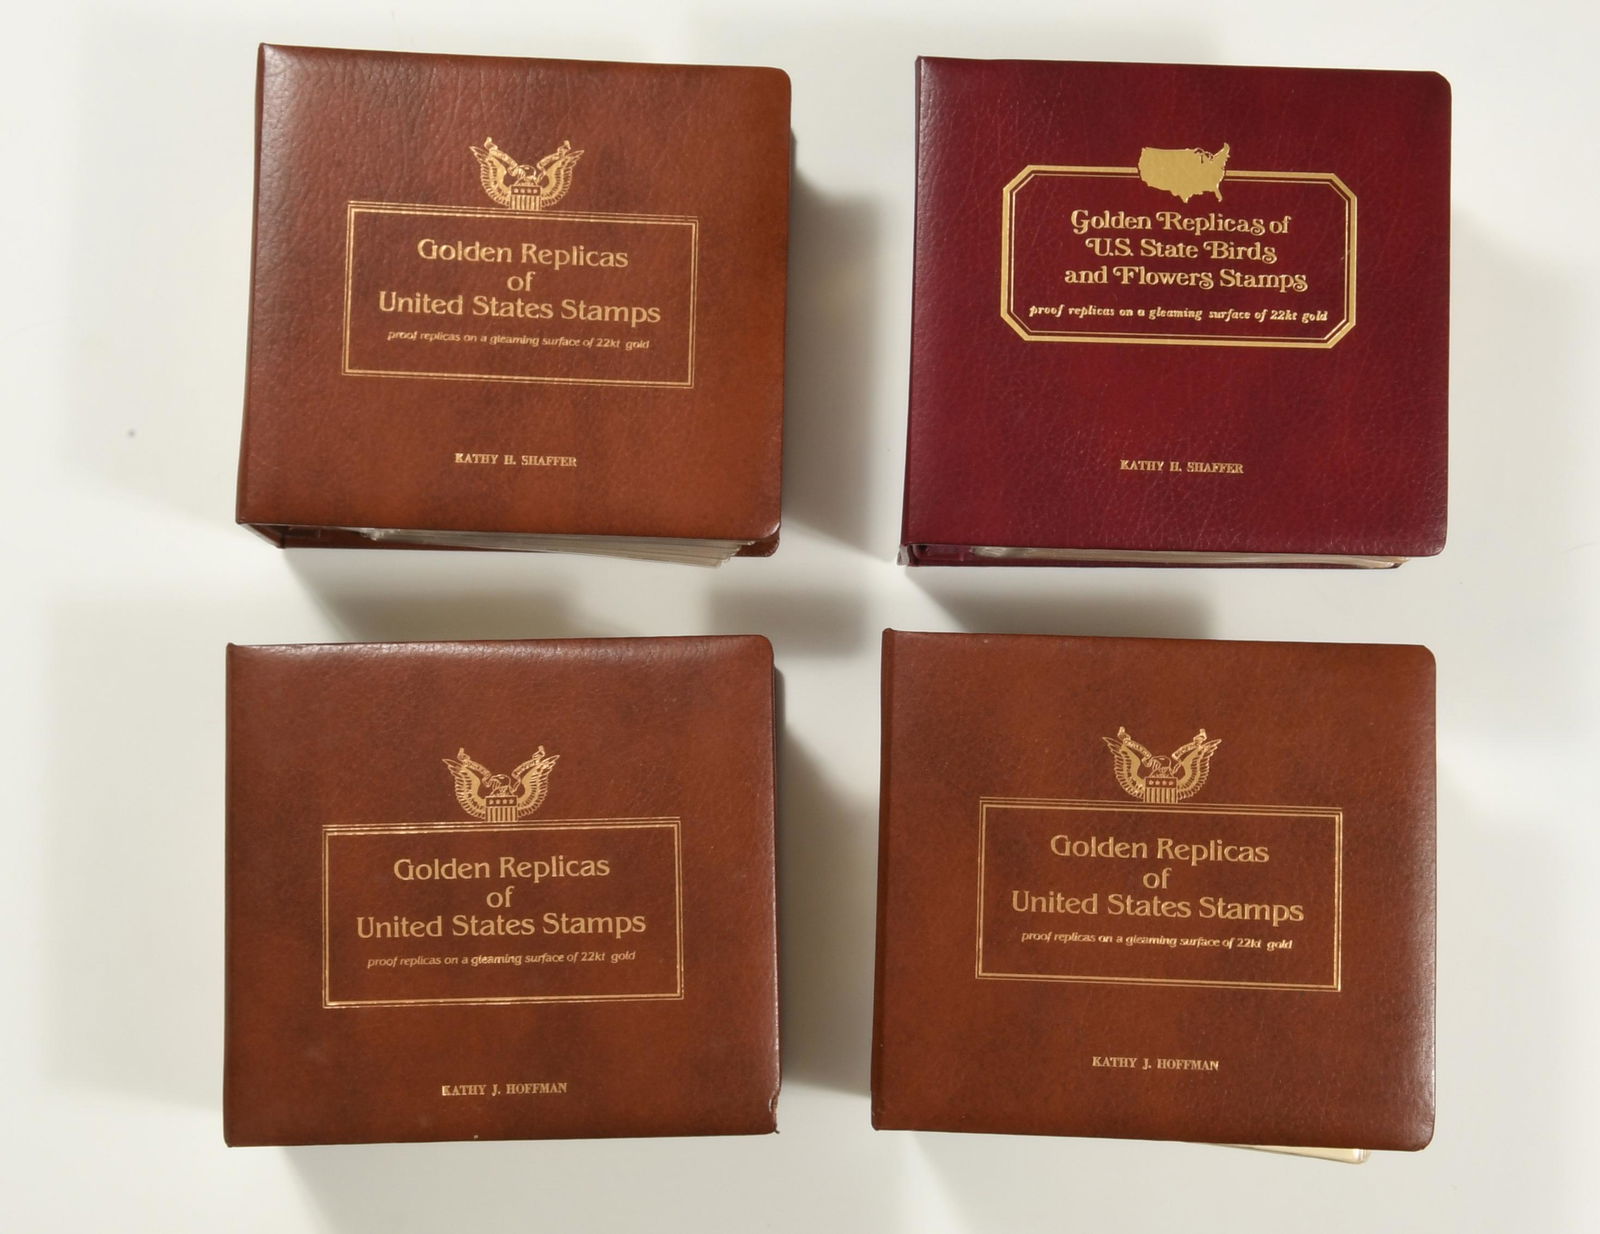 Golden Replicas
of
United States Stamps
proof replicas on a gleaming surface of 22kt gold
KATHY H. SHAFFER
Golden Replicas of
U.S. State Birds
and Flowers Stamps
proof replicas on a gleaming surface of 22kt gold
KATHY H. SHAFFER
Golden Replicas
of
United States Stamps
proof replicas on a gleaming surface of 22kt gold
KATHY J. HOFFMAN
Golden Replicas
of
United States Stamps
proof replicas on a gleaming surface of 22kt gold
KATHY J. HOFFMAN